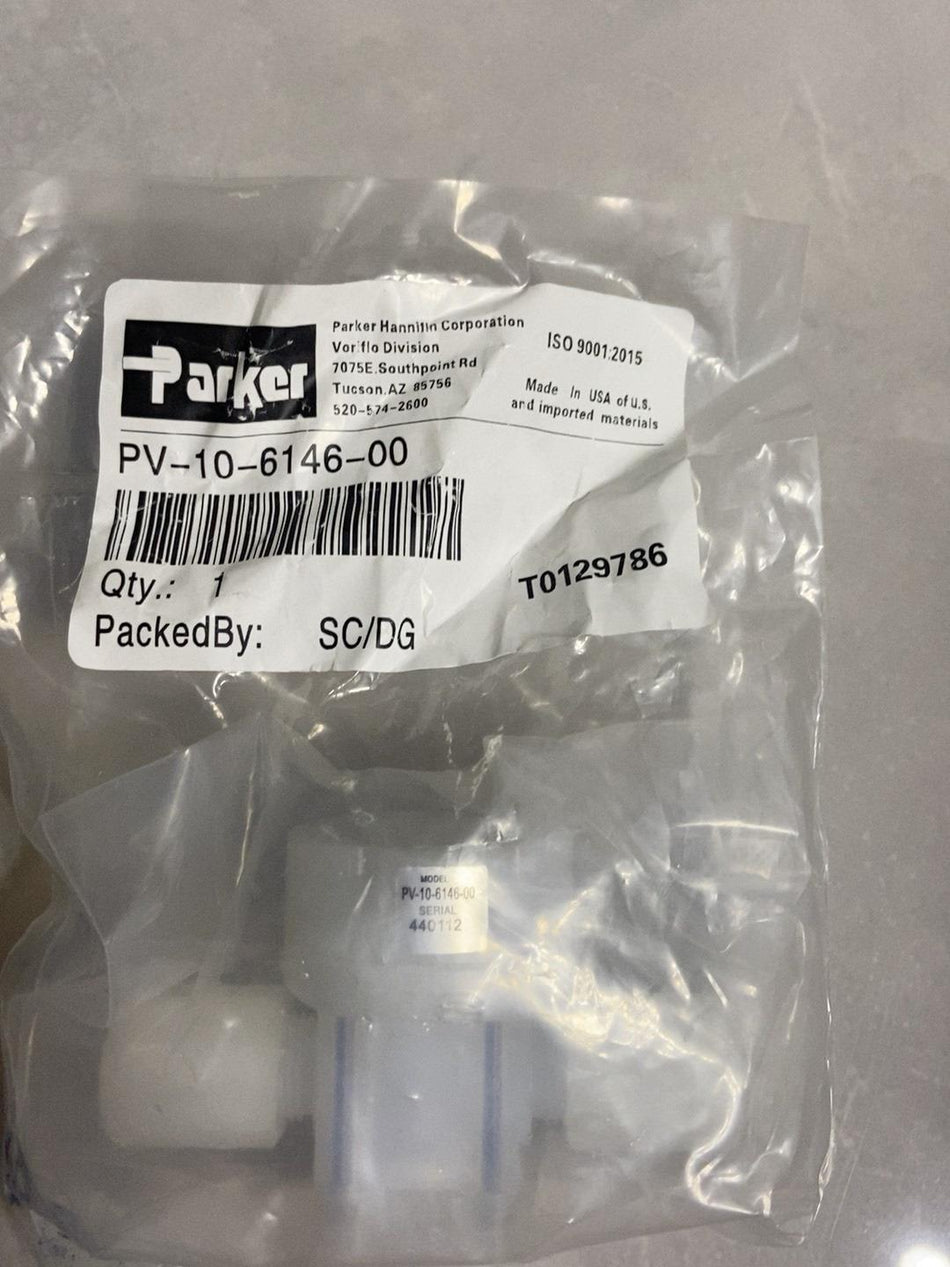 Parker
Parker Hannifin Corporation
Veriflo Division
7075E.Southpoint Rd
Tucson.AZ 85756
520-574-2600
ISO 9001:2015
Made In USA of U.S.
and imported materials
PV-10-6146-00
Qty.: 1
T0129786
PackedBy: SC/DG
MODEL
PV-10-6146-00
SERIAL
440112